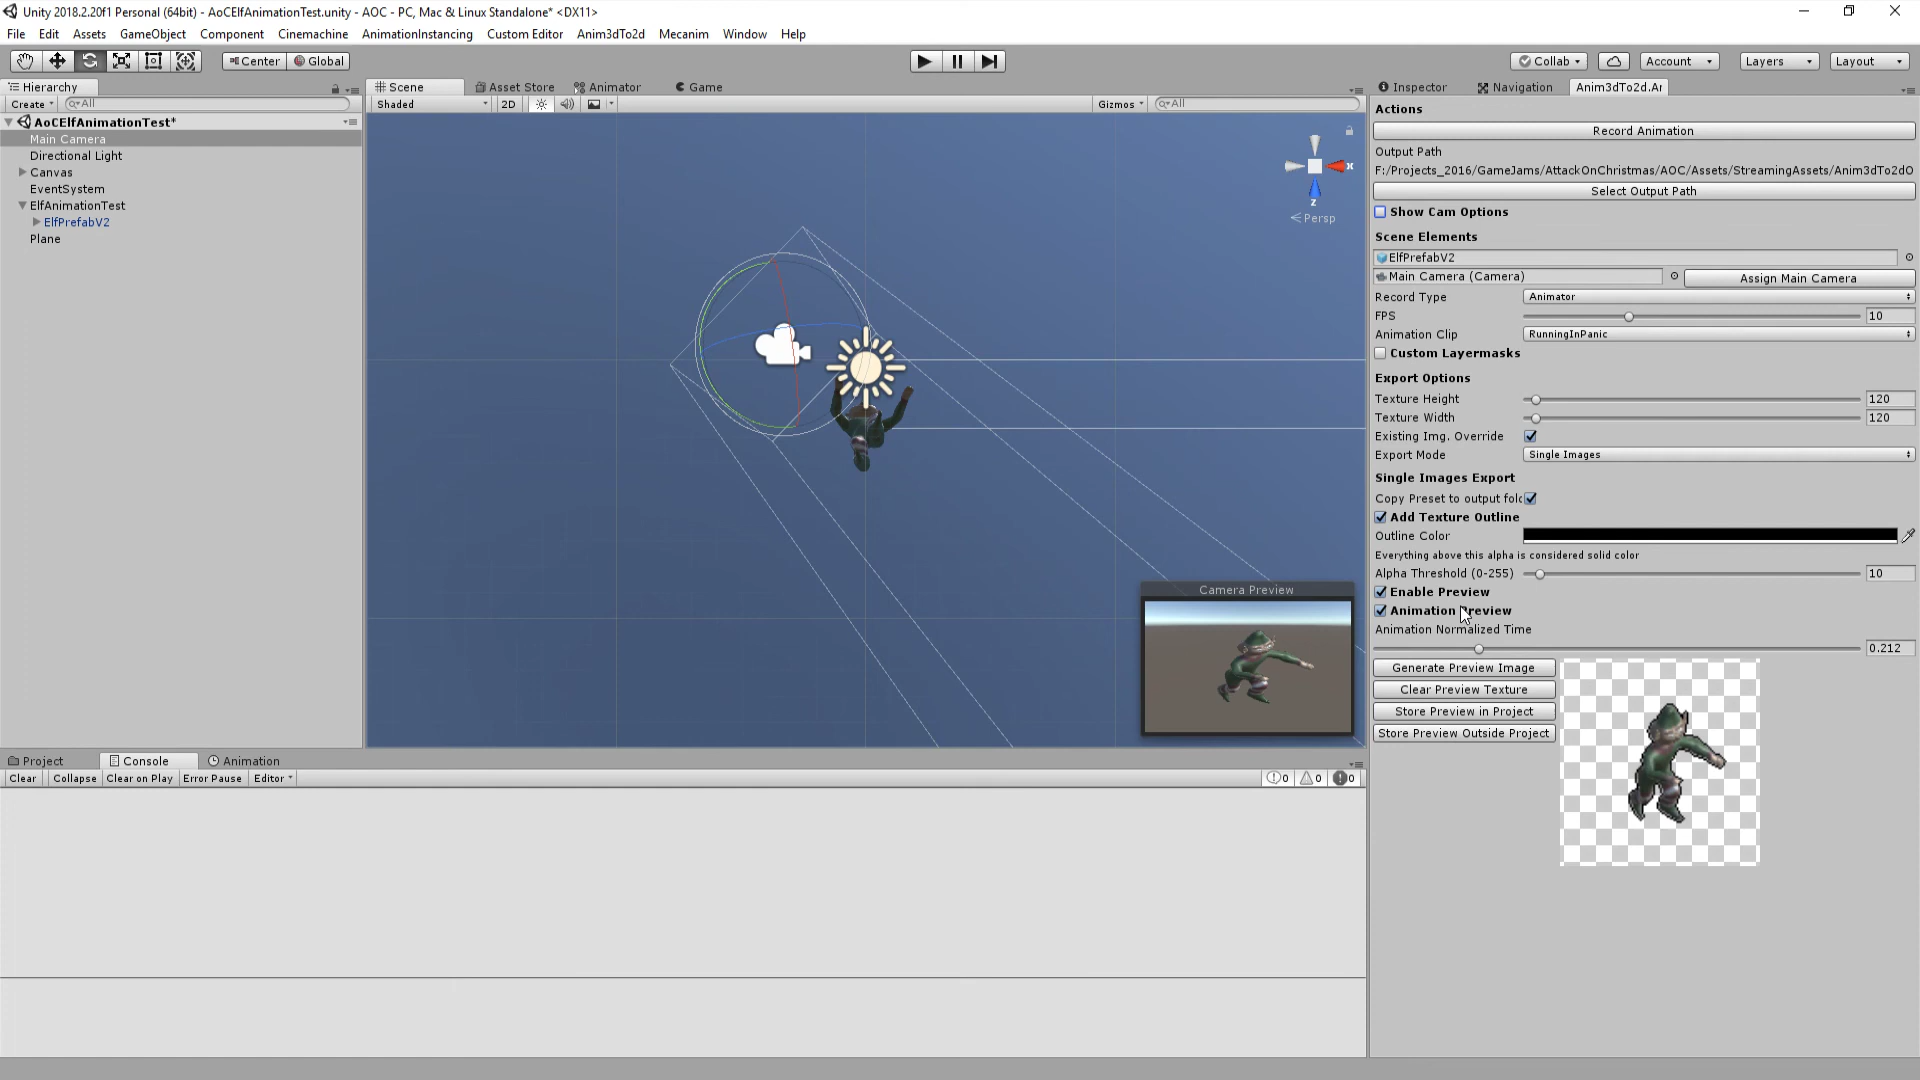 Unity 2018.2.20f1 Personal (64bit) - AoCElfAnimationTest.unity - AOC - PC, Mac & Linux Standalone* <DX11>
File Edit Assets GameObject Component Cinemachine AnimationInstancing Custom Editor Anim3dTo2d Mecanim Window Help
Center Global Collab Account Layers Layout
Hierarchy
Create All
AoCElfAnimationTest*
Main Camera
Directional Light
Canvas
EventSystem
ElfAnimationTest
ElfPrefabV2
Plane
Scene Asset Store Animator Game
Shaded 2D Gizmos All
x
z
Persp
Camera Preview
Project Console Animation
Clear Collapse Clear on Play Error Pause Editor 0 0 0
Inspector Navigation Anim3dTo2d.Ar
Actions
Record Animation
Output Path
F:/Projects_2016/GameJams/AttackOnChristmas/AOC/Assets/StreamingAssets/Anim3dTo2dO
Select Output Path
Show Cam Options
Scene Elements
ElfPrefabV2
Main Camera (Camera) Assign Main Camera
Record Type Animator
FPS 10
Animation Clip RunningInPanic
Custom Layermasks
Export Options
Texture Height 120
Texture Width 120
Existing Img. Override
Export Mode Single Images
Single Images Export
Copy Preset to output folc
Add Texture Outline
Outline Color
Everything above this alpha is considered solid color
Alpha Threshold (0-255) 10
Enable Preview
Animation Preview
Animation Normalized Time
0.212
Generate Preview Image
Clear Preview Texture
Store Preview in Project
Store Preview Outside Project